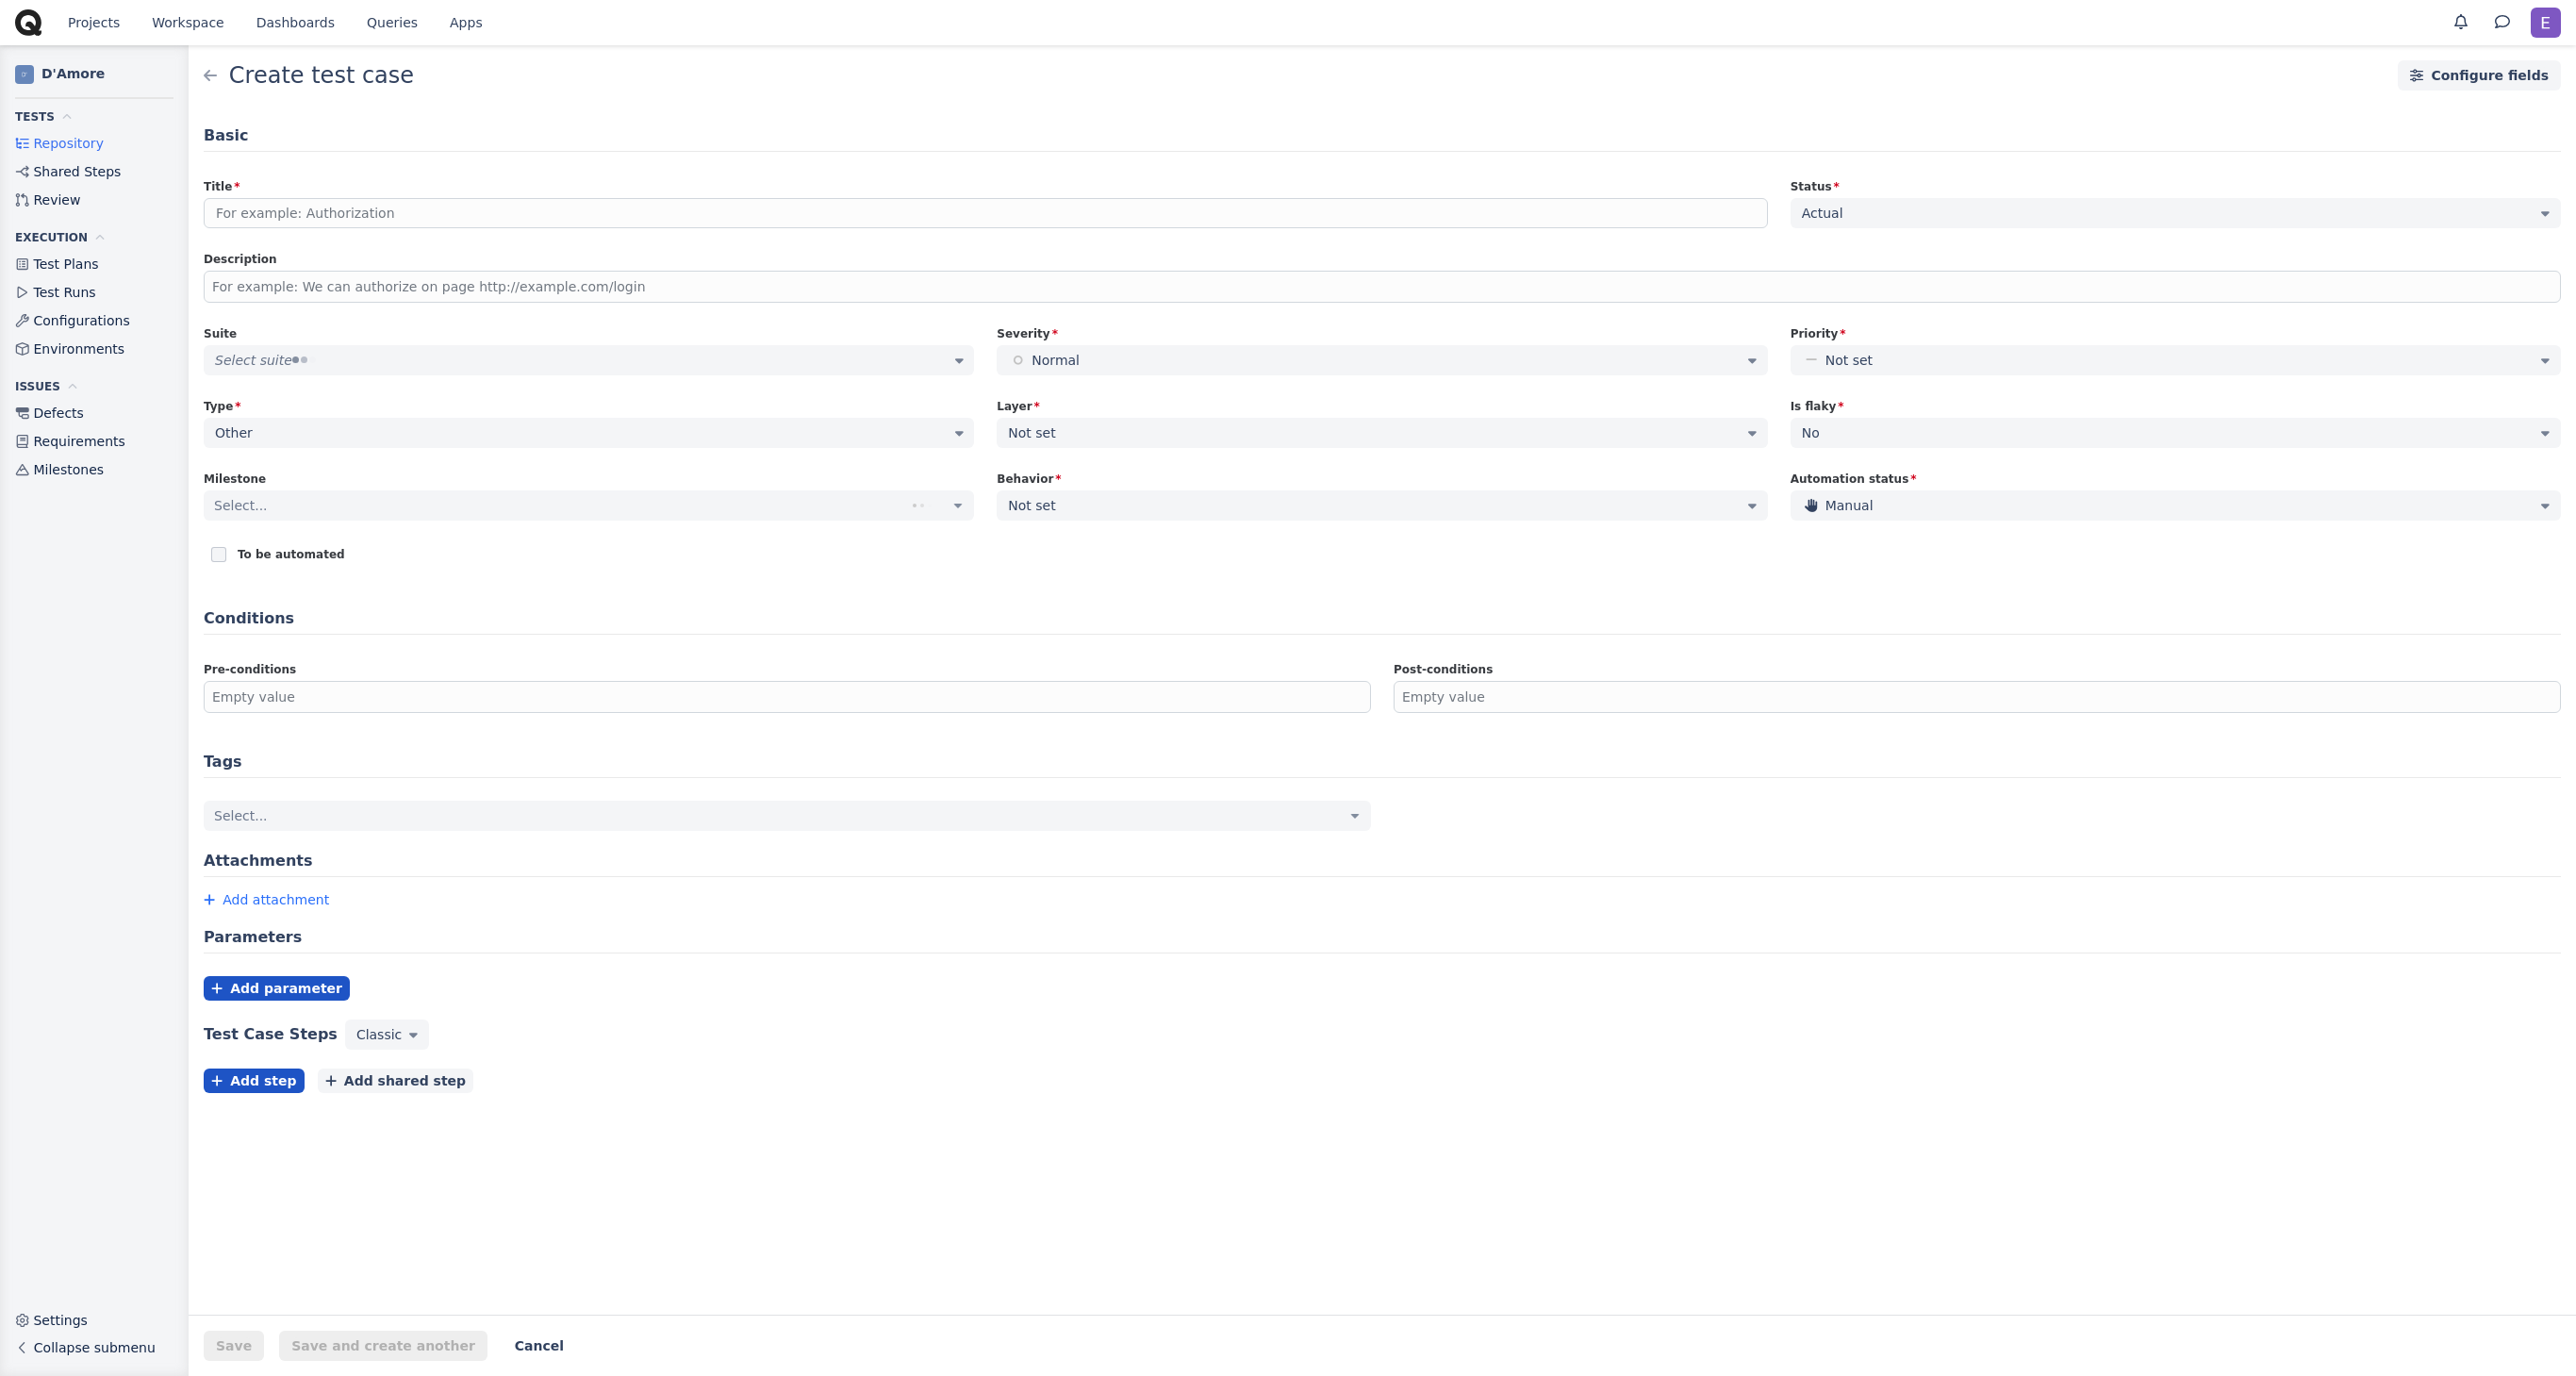 Projects Workspace Dashboards Queries Apps E
D'Amore
TESTS
Repository
Shared Steps
Review
EXECUTION
Test Plans
Test Runs
Configurations
Environments
ISSUES
Defects
Requirements
Milestones
Settings
Collapse submenu
Create test case Configure fields
Basic
Title* Status*
For example: Authorization Actual
Description
For example: We can authorize on page http://example.com/login
Suite Severity* Priority*
Select suite Normal Not set
Type* Layer* Is flaky*
Other Not set No
Milestone Behavior* Automation status*
Select... Not set Manual
To be automated
Conditions
Pre-conditions Post-conditions
Empty value Empty value
Tags
Select...
Attachments
+ Add attachment
Parameters
+ Add parameter
Test Case Steps Classic
+ Add step + Add shared step
Save Save and create another Cancel